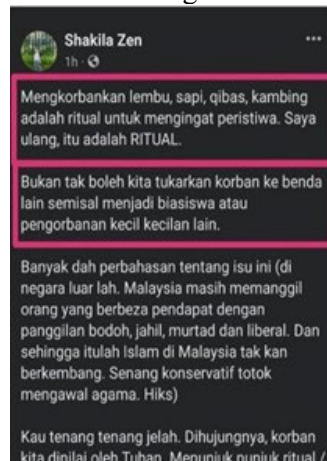 Shakila Zen
1h
Mengkorbankan lembu, sapi, qibas, kambing
adalah ritual untuk mengingat peristiwa. Saya
ulang, itu adalah RITUAL.
Bukan tak boleh kita tukarkan korban ke benda
lain semisal menjadi biasiswa atau
pengorbanan kecil kecilan lain.
Banyak dah perbahasan tentang isu ini (di
negara luar lah. Malaysia masih memanggil
orang yang berbeza pendapat dengan
panggilan bodoh, jahil, murtad dan liberal. Dan
sehingga itulah Islam di Malaysia tak kan
berkembang. Senang konservatif totok
mengawal agama. Hiks)
Kau tenang tenang jelah. Dihujungnya, korban
kita dinilai oleh Tuhan. Menunjuk punjuk ritual /